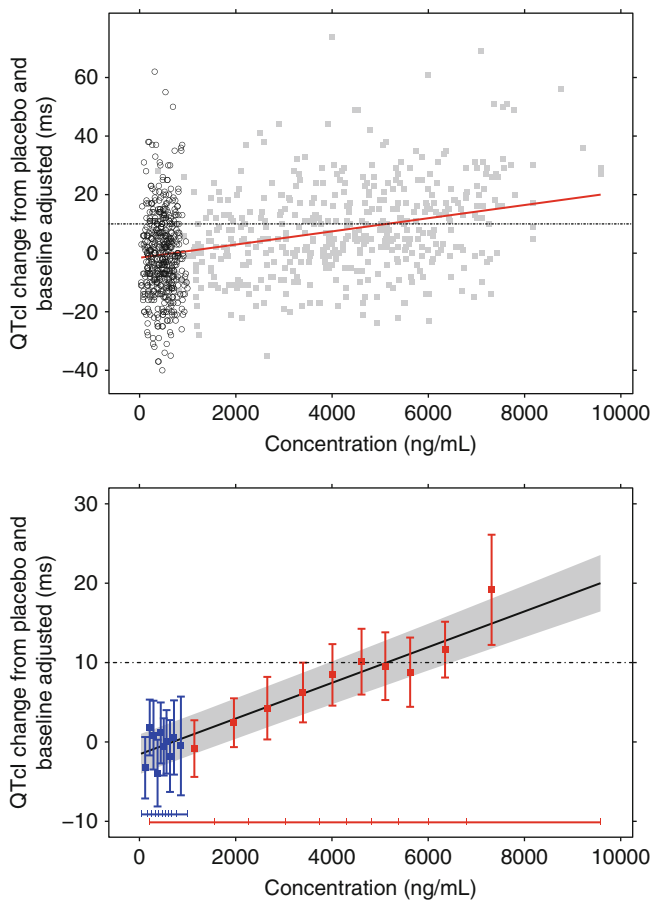 QTcI change from placebo and
baseline adjusted (ms)
60
40
20
0
−20
−40
0 2000 4000 6000 8000 10000
Concentration (ng/mL)
QTcI change from placebo and
baseline adjusted (ms)
30
20
10
0
−10
0 2000 4000 6000 8000 10000
Concentration (ng/mL)